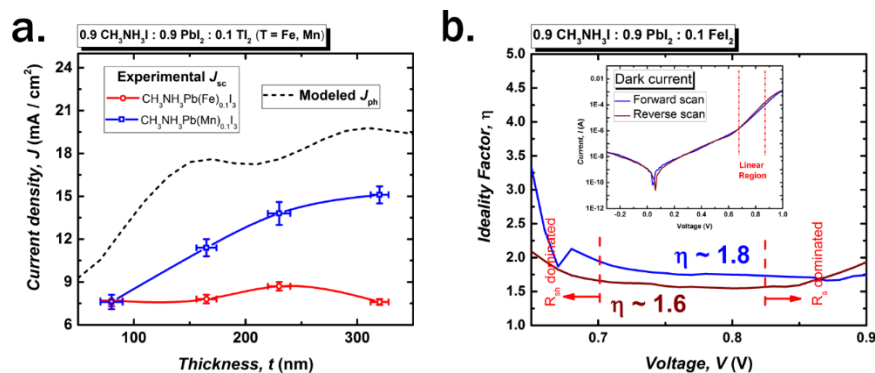 a.
0.9 CH₃NH₃I : 0.9 PbI₂ : 0.1 TI₂ (T = Fe, Mn)
Experimental Jsc
CH₃NH₃Pb(Fe)₀.₁I₃
CH₃NH₃Pb(Mn)₀.₁I₃
Modeled Jph
Current density, J (mA / cm²)
24
21
18
15
12
9
6
50 100 150 200 250 300 350
Thickness, t (nm)
b.
0.9 CH₃NH₃I : 0.9 PbI₂ : 0.1 FeI₂
Ideality Factor, η
5.0
4.5
4.0
3.5
3.0
2.5
2.0
1.5
1.0
Dark current
Forward scan
Reverse scan
Linear
Region
Current, I (A)
0.01
1E-4
1E-6
1E-8
1E-10
1E-12
-0.2 0.0 0.2 0.4 0.6 0.8 1.0
Voltage (V)
Rsh dominated
η ~ 1.8
η ~ 1.6
Rs dominated
0.7 0.8 0.9
Voltage, V (V)